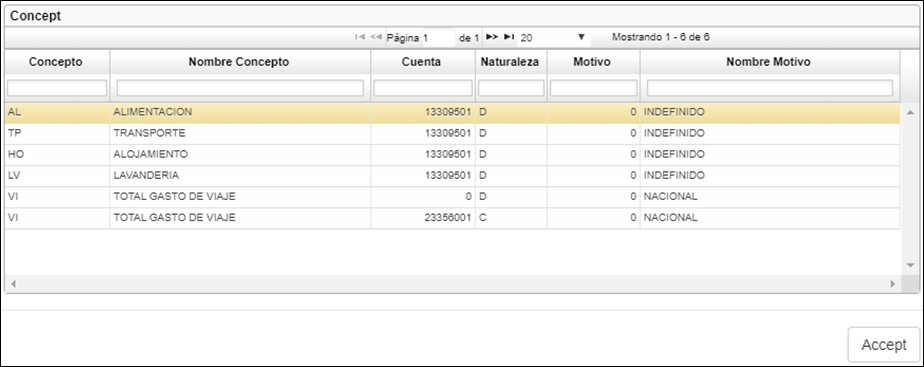 Concept
Página 1 de 1 20 Mostrando 1 - 6 de 6
Concepto Nombre Concepto Cuenta Naturaleza Motivo Nombre Motivo
AL ALIMENTACION 13309501 D 0 INDEFINIDO
TP TRANSPORTE 13309501 D 0 INDEFINIDO
HO ALOJAMIENTO 13309501 D 0 INDEFINIDO
LV LAVANDERIA 13309501 D 0 INDEFINIDO
VI TOTAL GASTO DE VIAJE 0 D 0 NACIONAL
VI TOTAL GASTO DE VIAJE 23356001 C 0 NACIONAL
Accept